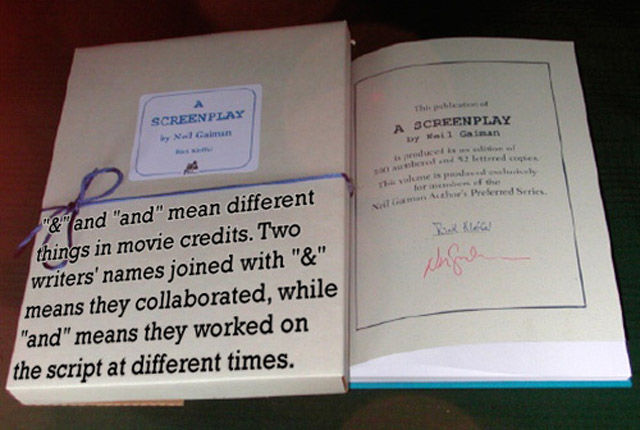 A
SCREENPLAY
by Neil Gaiman
Rick
"&" and "and" mean different
things in movie credits. Two
writers' names joined with "&"
means they collaborated, while
"and" means they worked on
the script at different times.
This publication of
A SCREENPLAY
by Neil Gaiman
is produced in an edition of
numbered and 52 lettered copies.
This volume is produced exclusively
for members of the
Neil Gaiman Author's Preferred Series.
Rick